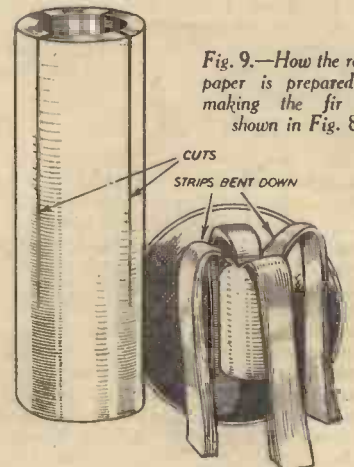 Fig. 9.—How the
paper is prepared
making the fir
shown in Fig. 8
CUTS
STRIPS BENT DOWN